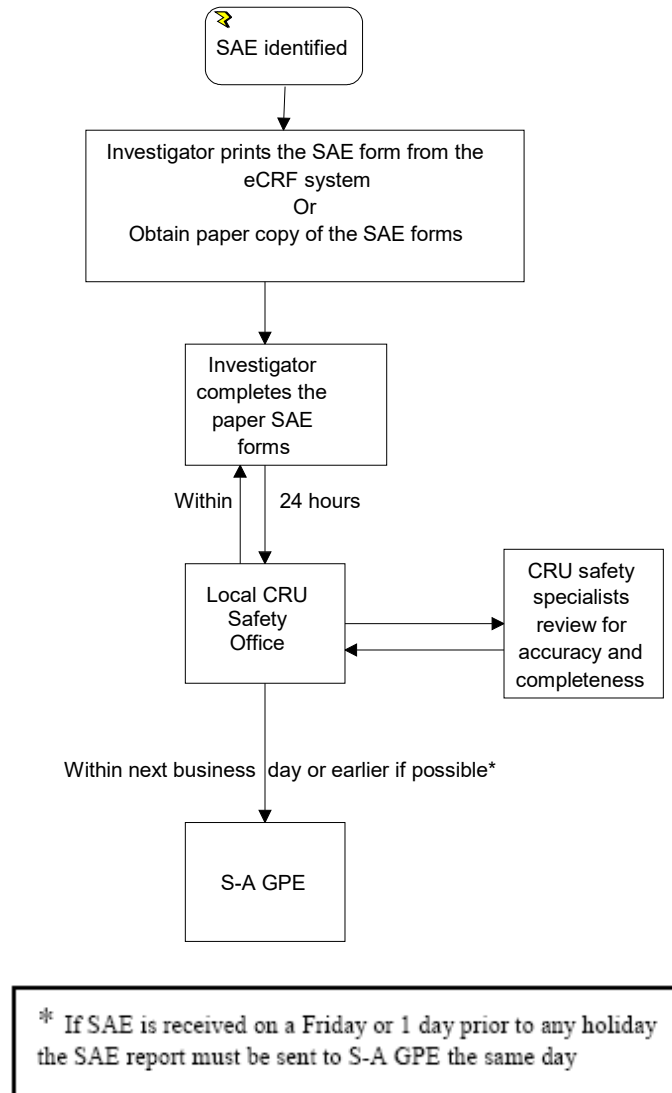 SAE identified
Investigator prints the SAE form from the
eCRF system
Or
Obtain paper copy of the SAE forms
Investigator
completes the
paper SAE
forms
Within 24 hours
Local CRU
Safety
Office
CRU safety
specialists
review for
accuracy and
completeness
Within next business day or earlier if possible*
S-A GPE
* If SAE is received on a Friday or 1 day prior to any holiday
the SAE report must be sent to S-A GPE the same day